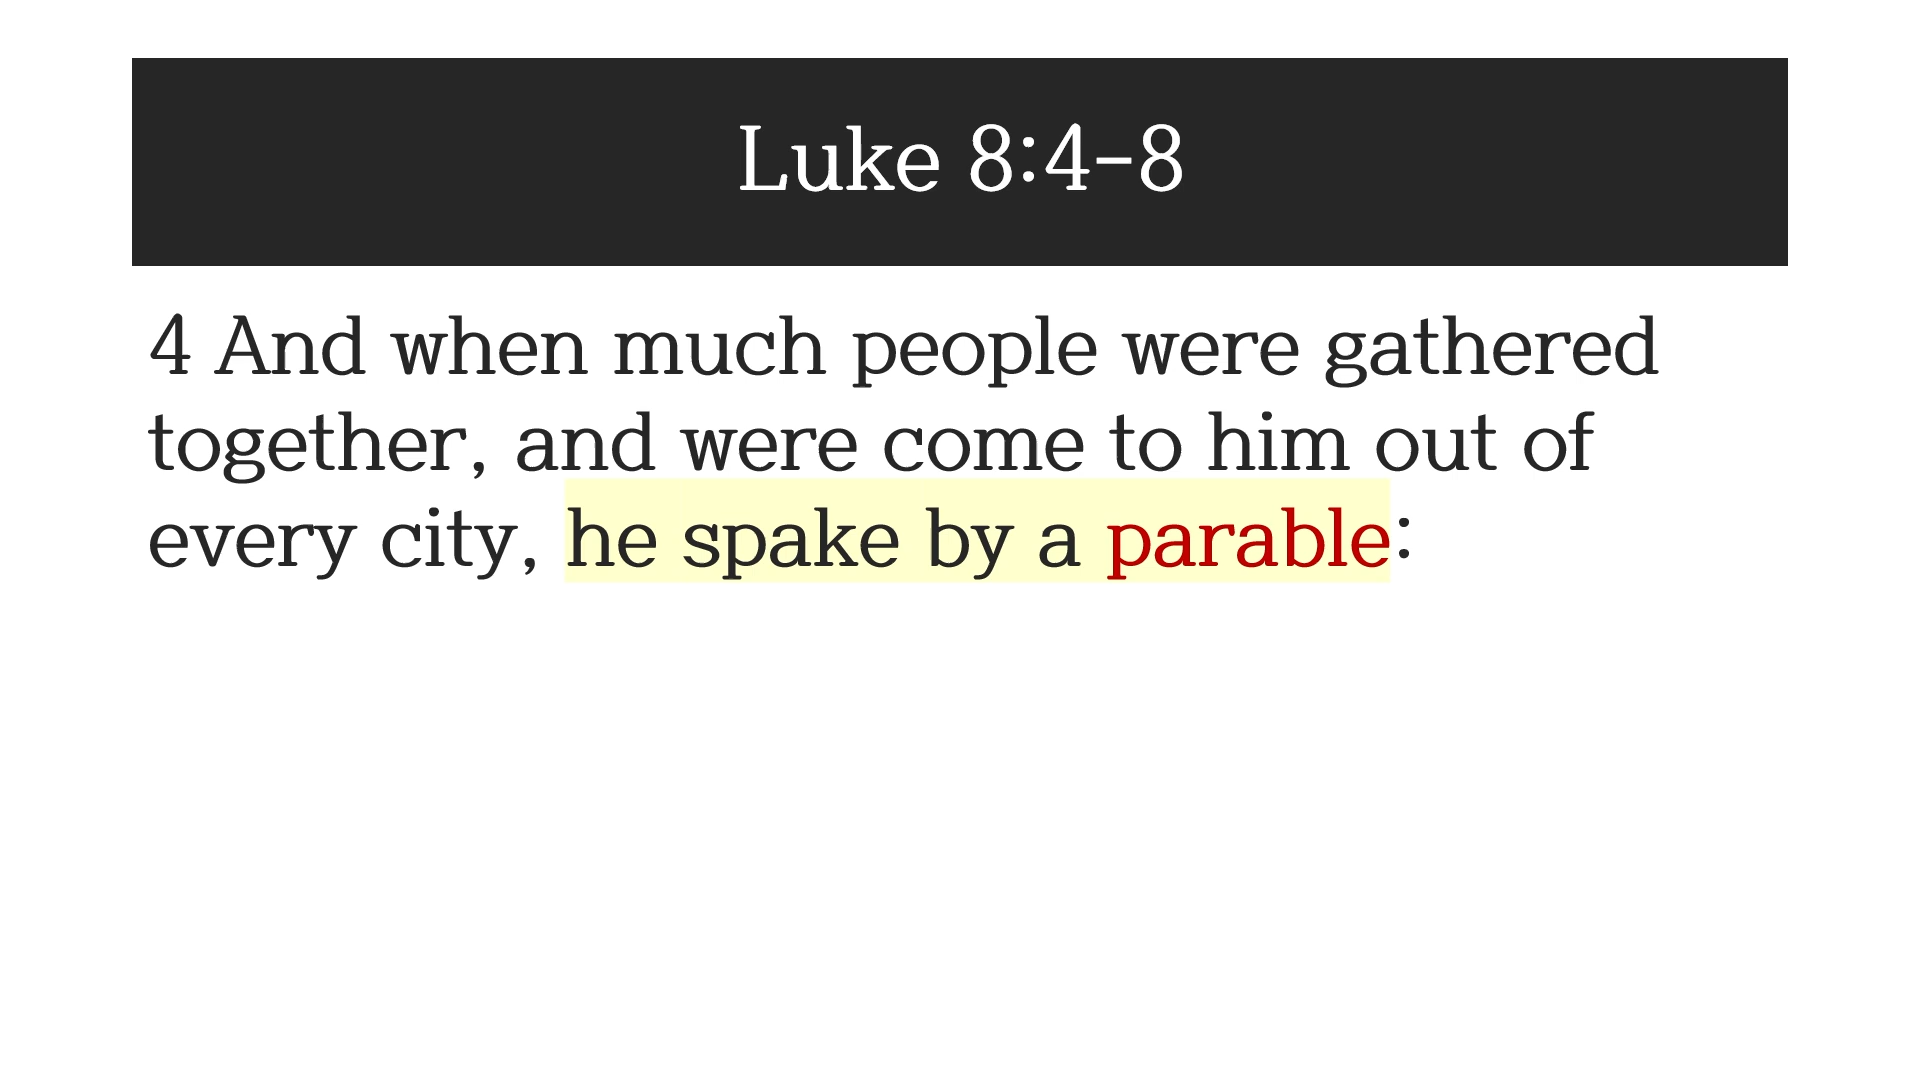 Luke 8:4-8
4 And when much people were gathered
together, and were come to him out of
every city, he spake by a parable: